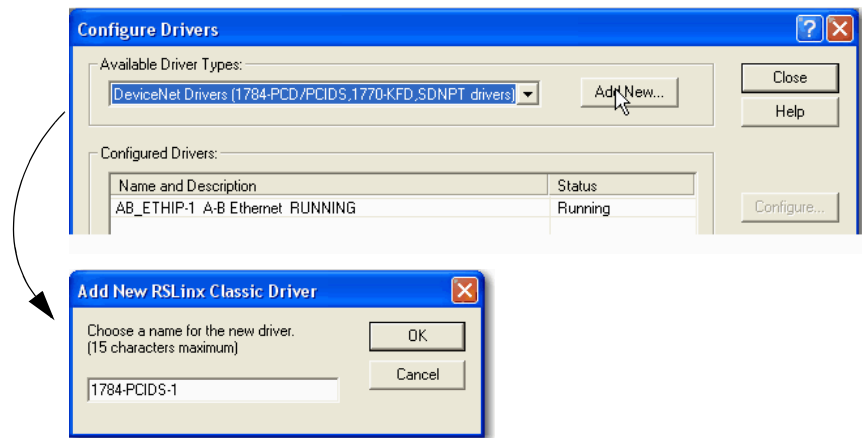 Configure Drivers
Available Driver Types:
DeviceNet Drivers (1784-PCD/PCIDS,1770-KFD,SDNPT drivers)
Add New...
Close
Help
Configured Drivers:
Name and Description Status
AB_ETHIP-1 A-B Ethernet RUNNING Running
Configure...
Add New RSLinx Classic Driver
Choose a name for the new driver.
(15 characters maximum)
OK
Cancel
1784-PCIDS-1